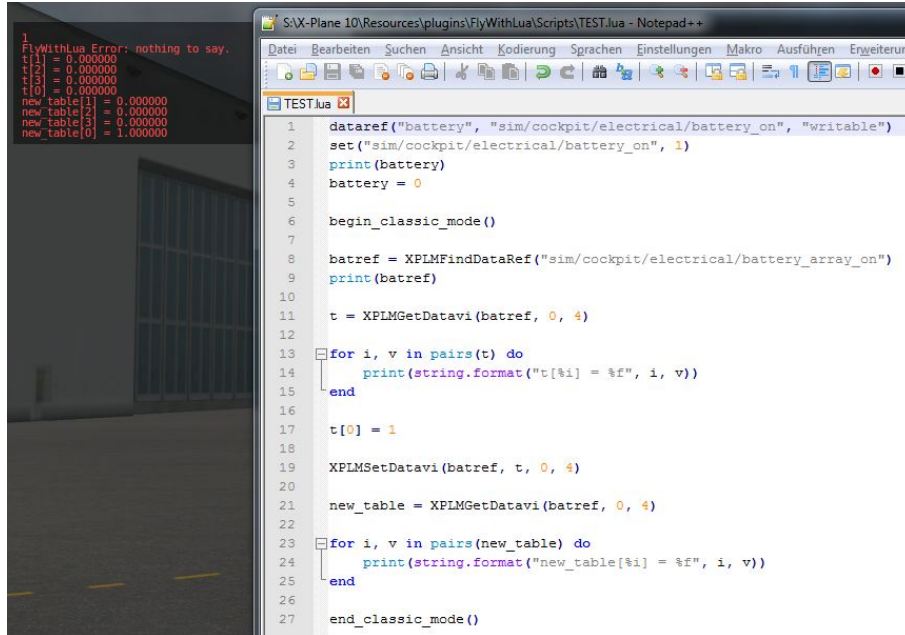 1
FlyWithLua Error: nothing to say.
t[1] = 0.000000
t[2] = 0.000000
t[3] = 0.000000
t[0] = 0.000000
new_table[1] = 0.000000
new_table[2] = 0.000000
new_table[3] = 0.000000
new_table[0] = 1.000000
S:\X-Plane 10\Resources\plugins\FlyWithLua\Scripts\TEST.lua - Notepad++
Datei Bearbeiten Suchen Ansicht Kodierung Sprachen Einstellungen Makro Ausführen Erweiterun
TEST.lua
1 dataref("battery", "sim/cockpit/electrical/battery_on", "writable")
2 set("sim/cockpit/electrical/battery_on", 1)
3 print(battery)
4 battery = 0
5
6 begin_classic_mode()
7
8 batref = XPLMFindDataRef("sim/cockpit/electrical/battery_array_on")
9 print(batref)
10
11 t = XPLMGetDatavi(batref, 0, 4)
12
13 for i, v in pairs(t) do
14 print(string.format("t[%i] = %f", i, v))
15 end
16
17 t[0] = 1
18
19 XPLMSetDatavi(batref, t, 0, 4)
20
21 new_table = XPLMGetDatavi(batref, 0, 4)
22
23 for i, v in pairs(new_table) do
24 print(string.format("new_table[%i] = %f", i, v))
25 end
26
27 end_classic_mode()